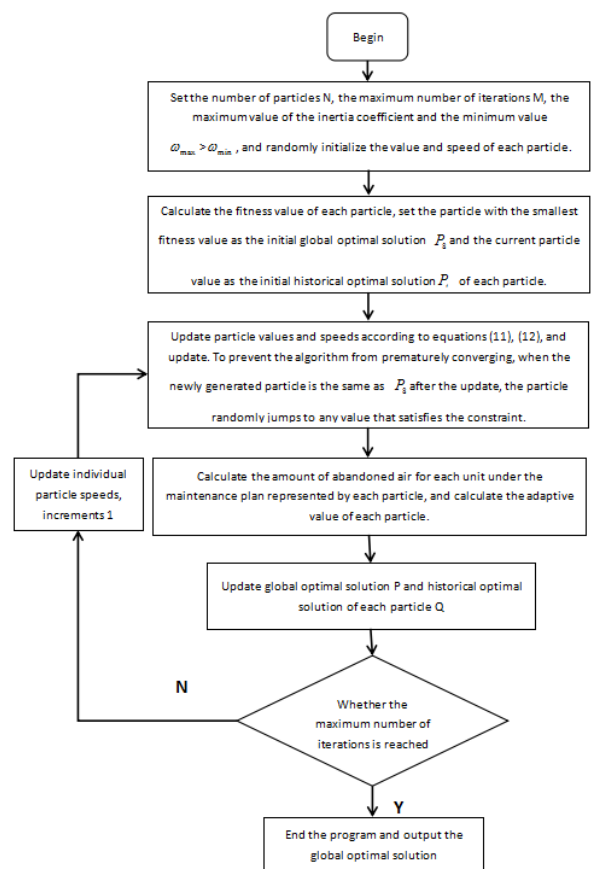 Begin
Set the number of particles N, the maximum number of iterations M, the
maximum value of the inertia coefficient and the minimum value
ω_max > ω_min , and randomly initialize the value and speed of each particle.
Calculate the fitness value of each particle, set the particle with the smallest
fitness value as the initial global optimal solution P_g and the current particle
value as the initial historical optimal solution P_i of each particle.
Update particle values and speeds according to equations (11), (12), and
update. To prevent the algorithm from prematurely converging, when the
newly generated particle is the same as P_g after the update, the particle
randomly jumps to any value that satisfies the constraint.
Update individual
particle speeds,
increments 1
Calculate the amount of abandoned air for each unit under the
maintenance plan represented by each particle, and calculate the adaptive
value of each particle.
Update global optimal solution P and historical optimal
solution of each particle Q
N
Whether the
maximum number of
iterations is reached
Y
End the program and output the
global optimal solution